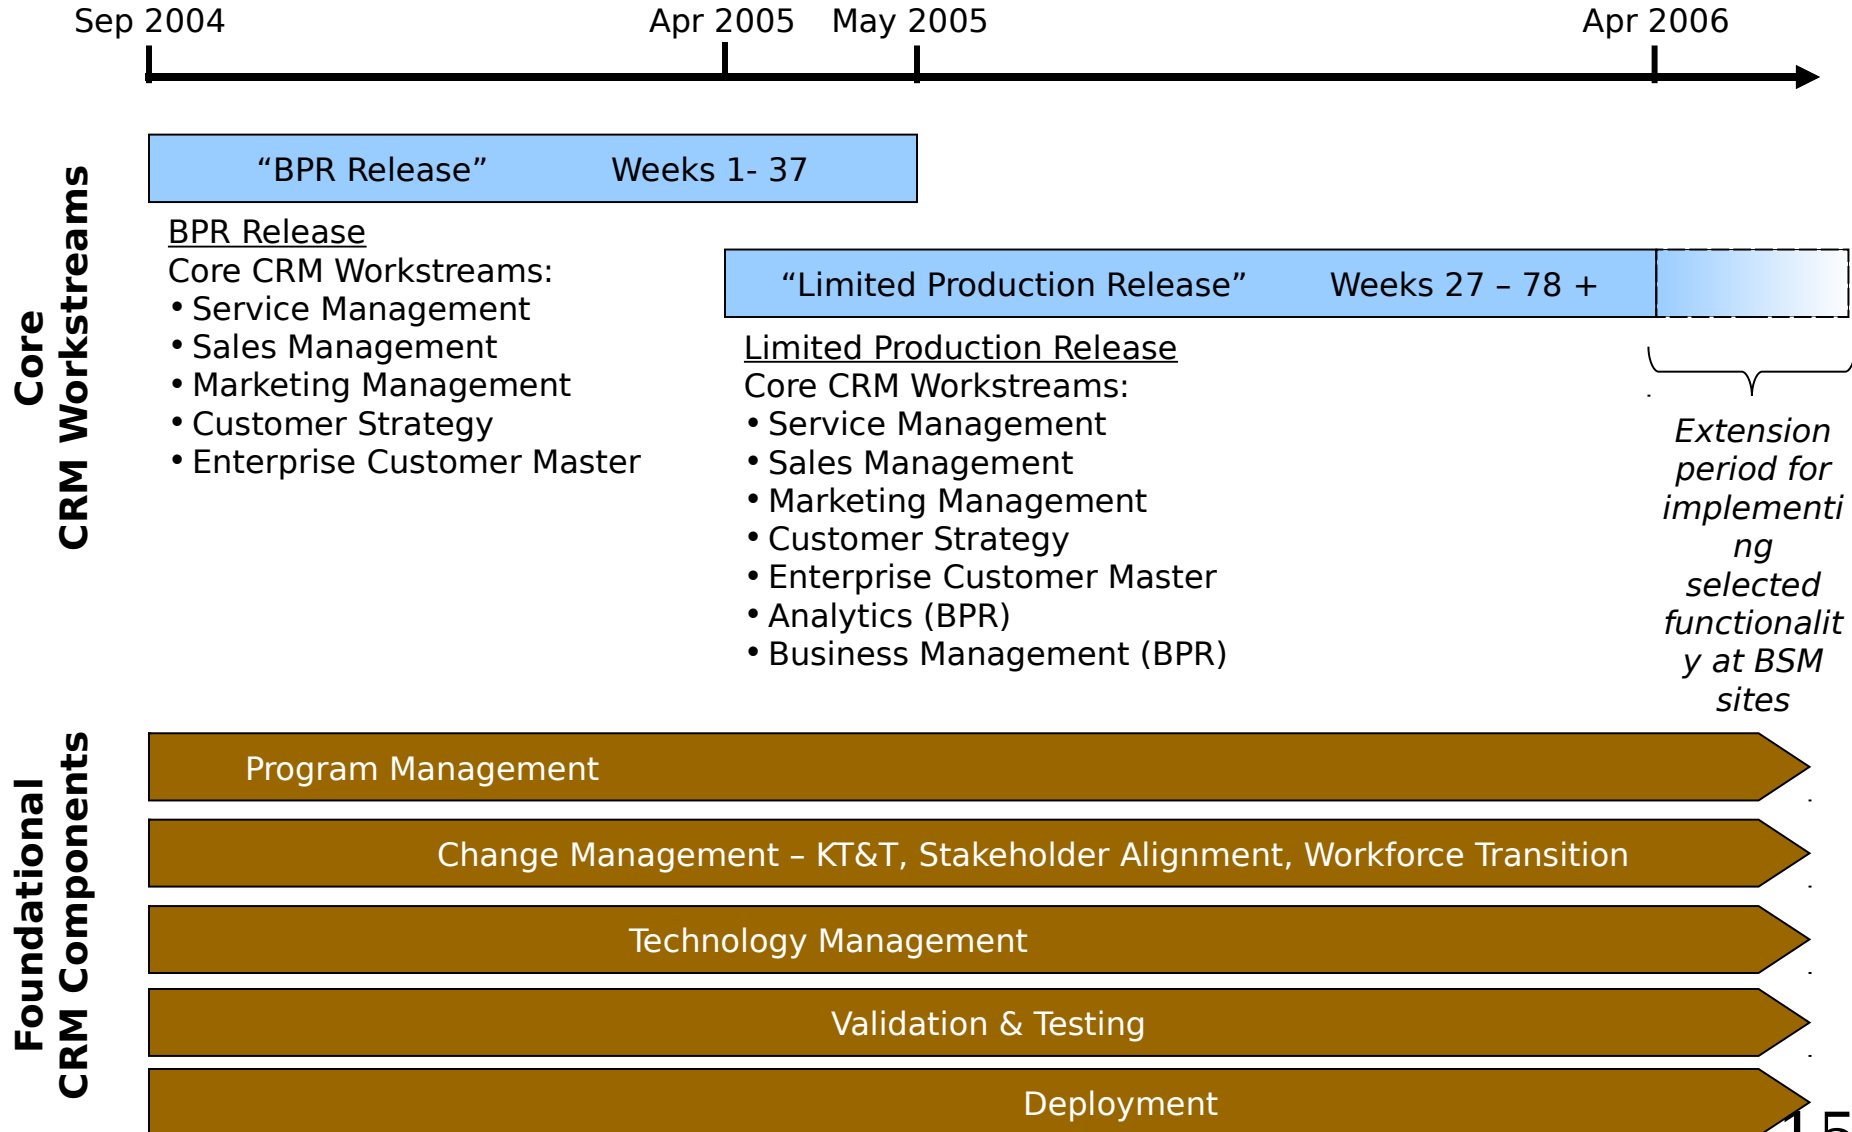 Sep 2004
Apr 2005
May 2005
Apr 2006
Core
CRM Workstreams
“BPR Release” Weeks 1- 37
BPR Release
Core CRM Workstreams:
• Service Management
• Sales Management
• Marketing Management
• Customer Strategy
• Enterprise Customer Master
“Limited Production Release” Weeks 27 – 78 +
Limited Production Release
Core CRM Workstreams:
• Service Management
• Sales Management
• Marketing Management
• Customer Strategy
• Enterprise Customer Master
• Analytics (BPR)
• Business Management (BPR)
Extension
period for
implementi
ng
selected
functionalit
y at BSM
sites
Foundational
CRM Components
Program Management
Change Management – KT&T, Stakeholder Alignment, Workforce Transition
Technology Management
Validation & Testing
Deployment
15